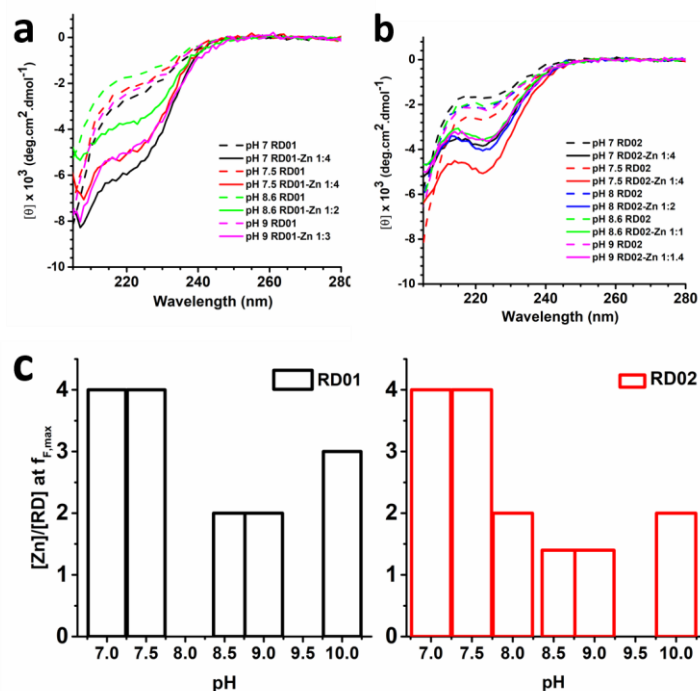 a
[θ] x 10³ (deg.cm².dmol⁻¹)
0
-2
-4
-6
-8
-10
pH 7 RD01
pH 7 RD01-Zn 1:4
pH 7.5 RD01
pH 7.5 RD01-Zn 1:4
pH 8.6 RD01
pH 8.6 RD01-Zn 1:2
pH 9 RD01
pH 9 RD01-Zn 1:3
220 240 260 280
Wavelength (nm)
b
[θ] x 10³ (deg.cm².dmol⁻¹)
0
-2
-4
-6
-8
-10
pH 7 RD02
pH 7 RD02-Zn 1:4
pH 7.5 RD02
pH 7.5 RD02-Zn 1:4
pH 8 RD02
pH 8 RD02-Zn 1:2
pH 8.6 RD02
pH 8.6 RD02-Zn 1:1
pH 9 RD02
pH 9 RD02-Zn 1:1.4
220 240 260 280
Wavelength (nm)
c
[Zn]/[RD] at f F,max
4
3
2
1
0
RD01
7.0 7.5 8.0 8.5 9.0 10.0
pH
4
3
2
1
0
RD02
7.0 7.5 8.0 8.5 9.0 10.0
pH